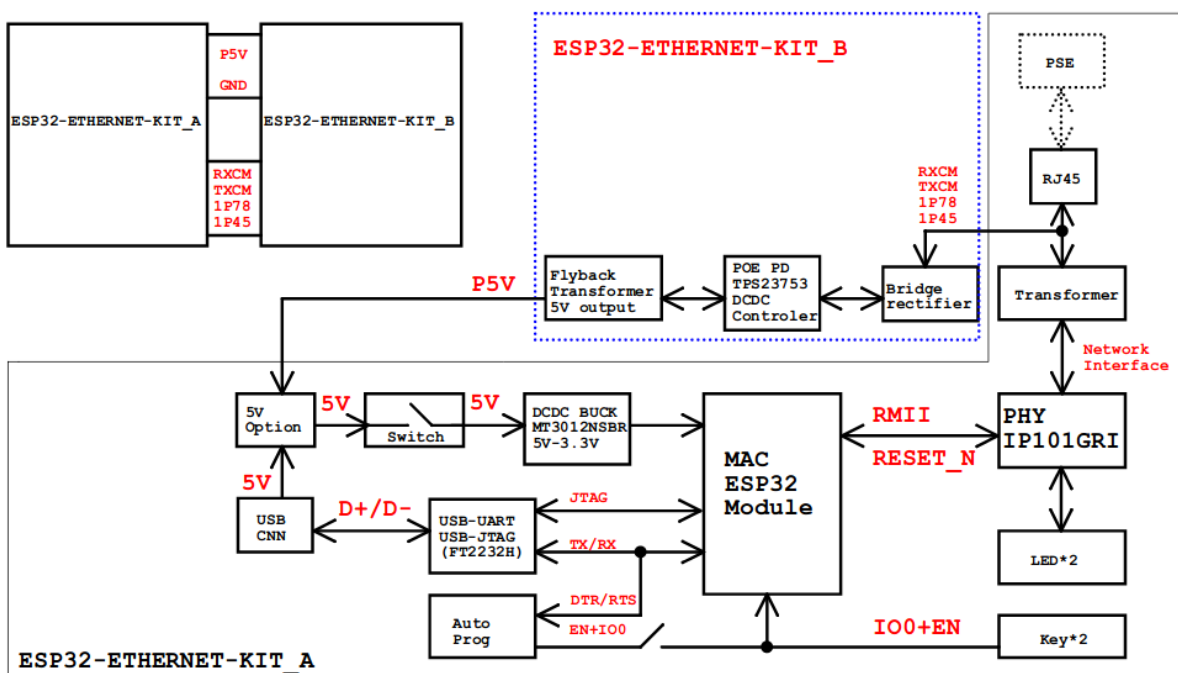 P5V
GND
ESP32-ETHERNET-KIT_A
ESP32-ETHERNET-KIT_B
RXCM
TXCM
1P78
1P45
ESP32-ETHERNET-KIT_B
PSE
RJ45
RXCM
TXCM
1P78
1P45
P5V
Flyback
Transformer
5V output
POE PD
TPS23753
DCDC
Controler
Bridge
rectifier
Transformer
Network
Interface
5V
Option
5V
Switch
5V
DCDC BUCK
MT3012NSBR
5V-3.3V
MAC
ESP32
Module
RMII
RESET_N
PHY
IP101GRI
5V
USB
CNN
D+/D-
USB-UART
USB-JTAG
(FT2232H)
JTAG
TX/RX
LED*2
Auto
Prog
DTR/RTS
EN+IO0
IO0+EN
Key*2
ESP32-ETHERNET-KIT_A